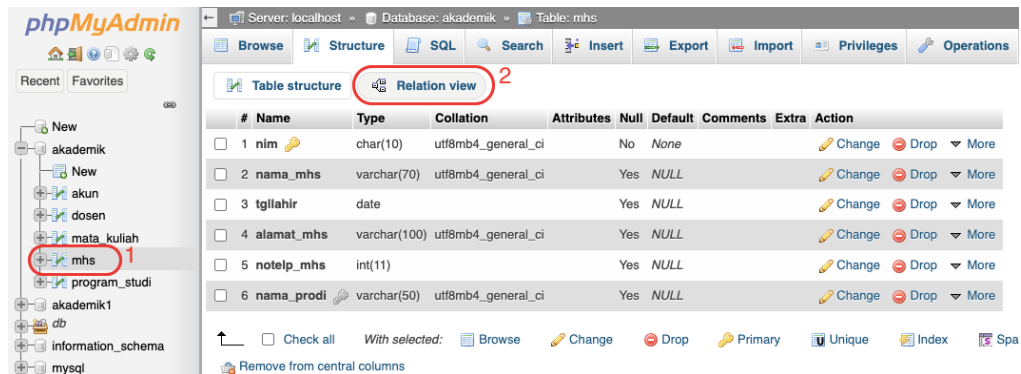 phpMyAdmin
Recent Favorites
New
akademik
New
akun
dosen
mata_kuliah
mhs 1
program_studi
akademik1
db
information_schema
mysql
Server: localhost » Database: akademik » Table: mhs
Browse Structure SQL Search Insert Export Import Privileges Operations
Table structure Relation view 2
# Name Type Collation Attributes Null Default Comments Extra Action
1 nim char(10) utf8mb4_general_ci No None Change Drop More
2 nama_mhs varchar(70) utf8mb4_general_ci Yes NULL Change Drop More
3 tgllahir date Yes NULL Change Drop More
4 alamat_mhs varchar(100) utf8mb4_general_ci Yes NULL Change Drop More
5 notelp_mhs int(11) Yes NULL Change Drop More
6 nama_prodi varchar(50) utf8mb4_general_ci Yes NULL Change Drop More
Check all With selected: Browse Change Drop Primary Unique Index Spa
Remove from central columns